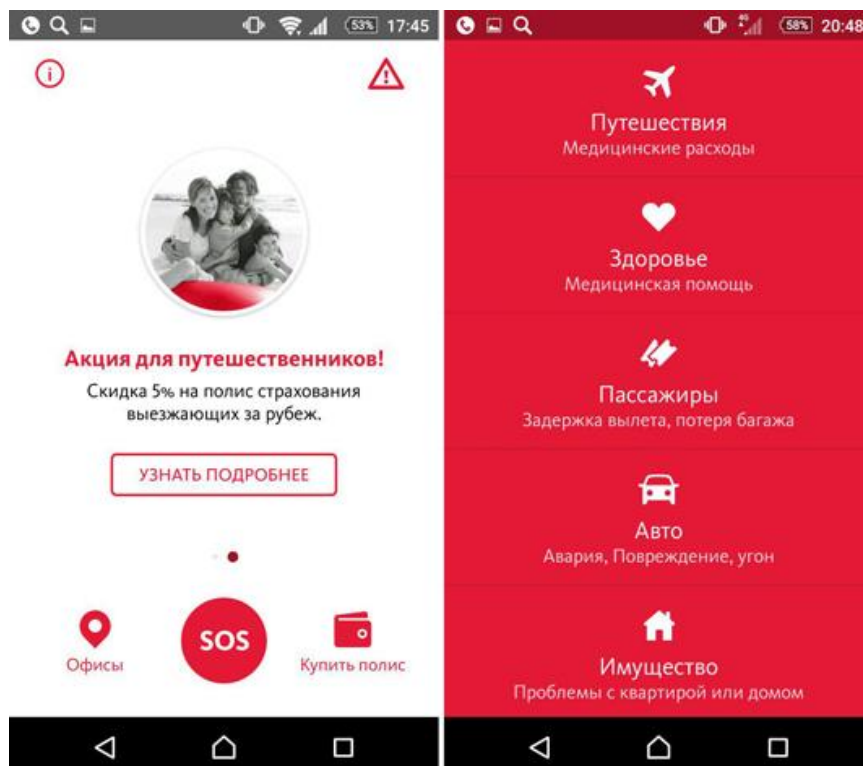 53% 17:45
Акция для путешественников!
Скидка 5% на полис страхования
выезжающих за рубеж.
УЗНАТЬ ПОДРОБНЕЕ
Офисы
SOS
Купить полис
4G 58% 20:48
Путешествия
Медицинские расходы
Здоровье
Медицинская помощь
Пассажиры
Задержка вылета, потеря багажа
Авто
Авария, Повреждение, угон
Имущество
Проблемы с квартирой или домом